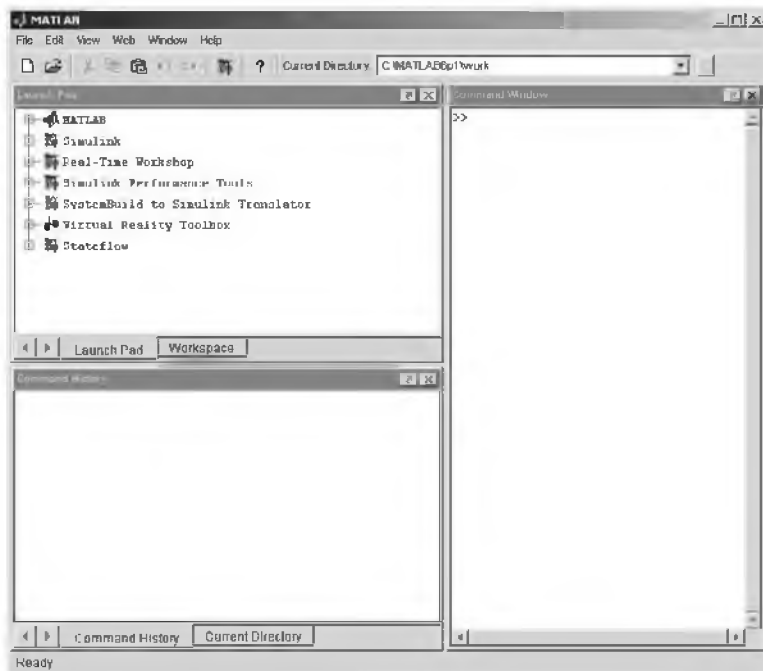 MATLAB
File Edit View Web Window Help
? Current Directory: C:\MATLAB6p1\work
Launch Pad
MATLAB
Simulink
Real-Time Workshop
Simulink Performance Tools
SystemBuild to Simulink Translator
Virtual Reality Toolbox
Stateflow
Launch Pad Workspace
Command History
Command History Current Directory
Command Window
>>
Ready